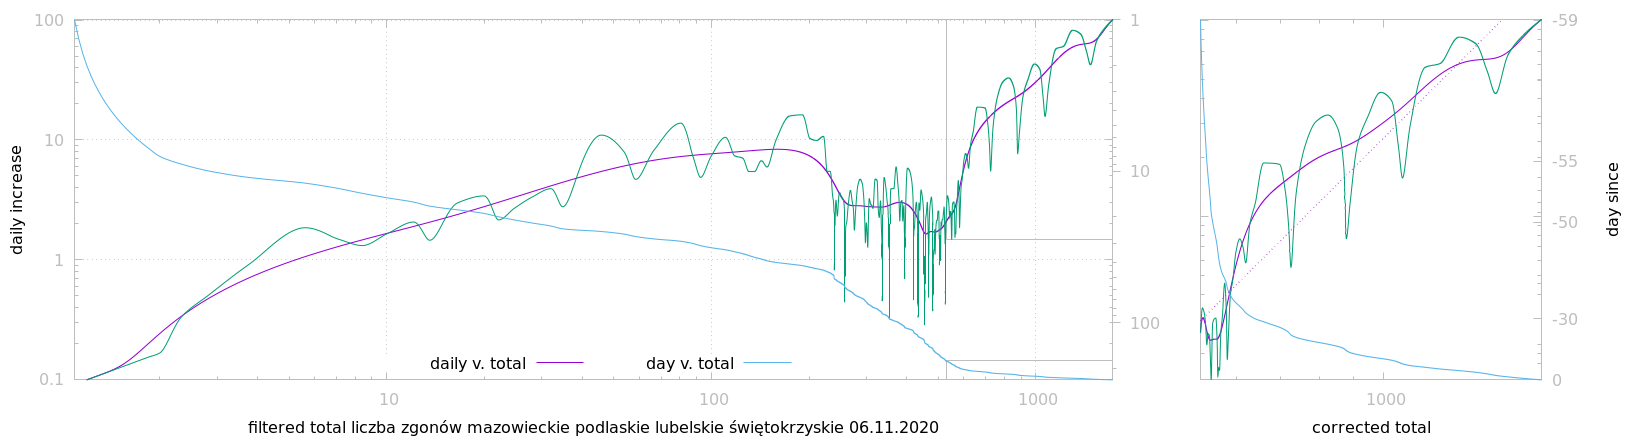 100
10
1
0.1
daily increase
10
100
1000
1
10
100
daily v. total
day v. total
filtered total liczba zgonów mazowieckie podlaskie lubelskie świętokrzyskie 06.11.2020
-59
-55
-50
-30
0
day since
1000
corrected total